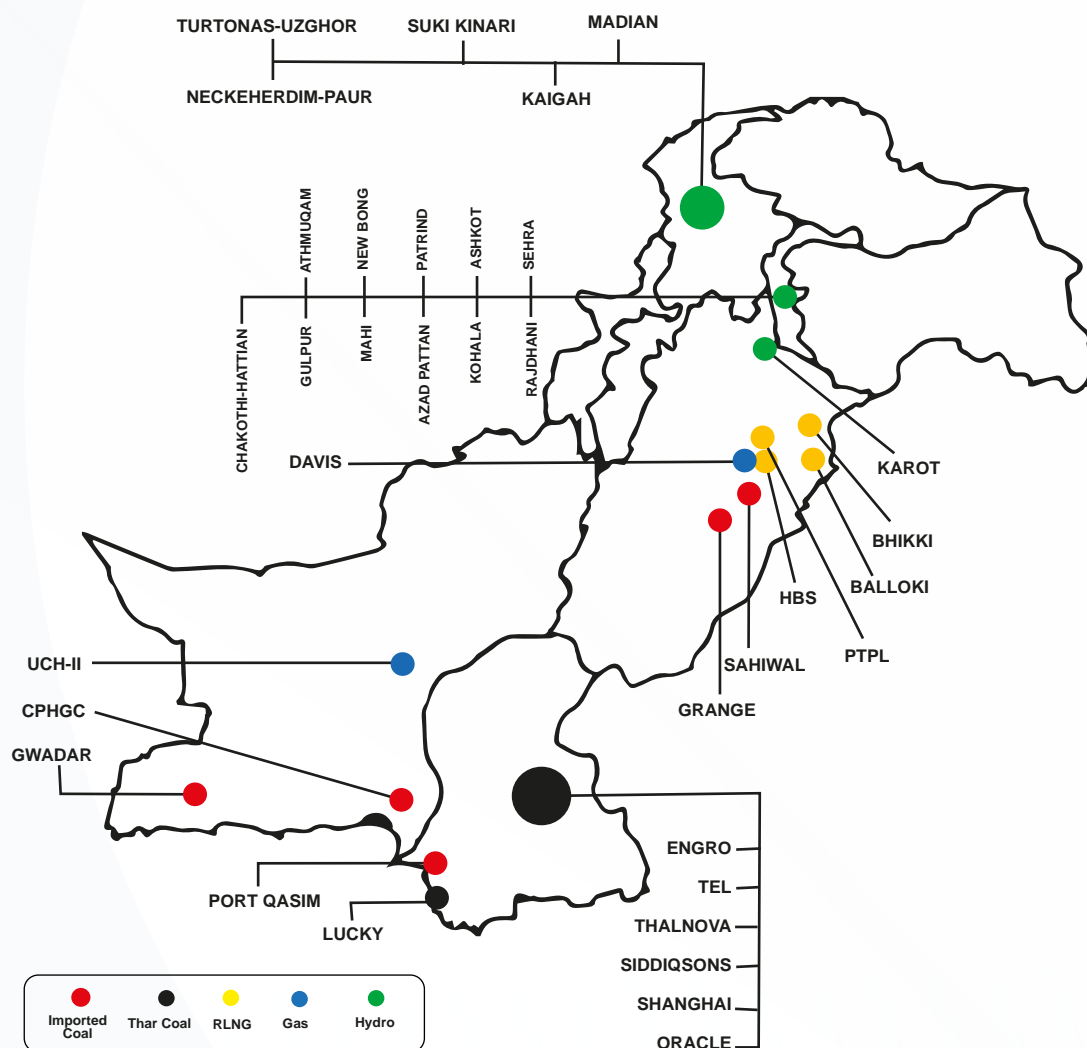 TURTONAS-UZGHOR
SUKI KINARI
MADIAN
NECKEHERDIM-PAUR
KAIGAH
ATHMUQAM
NEW BONG
PATRIND
ASHKOT
SEHRA
CHAKOTHI-HATTIAN
GULPUR
MAHI
AZAD PATTAN
KOHALA
RAJDHANI
DAVIS
KAROT
BHIKKI
BALLOKI
HBS
PTPL
SAHIWAL
GRANGE
UCH-II
CPHGC
GWADAR
PORT QASIM
LUCKY
ENGRO
TEL
THALNOVA
SIDDIQSONS
SHANGHAI
ORACLE
Imported
Coal
Thar Coal
RLNG
Gas
Hydro